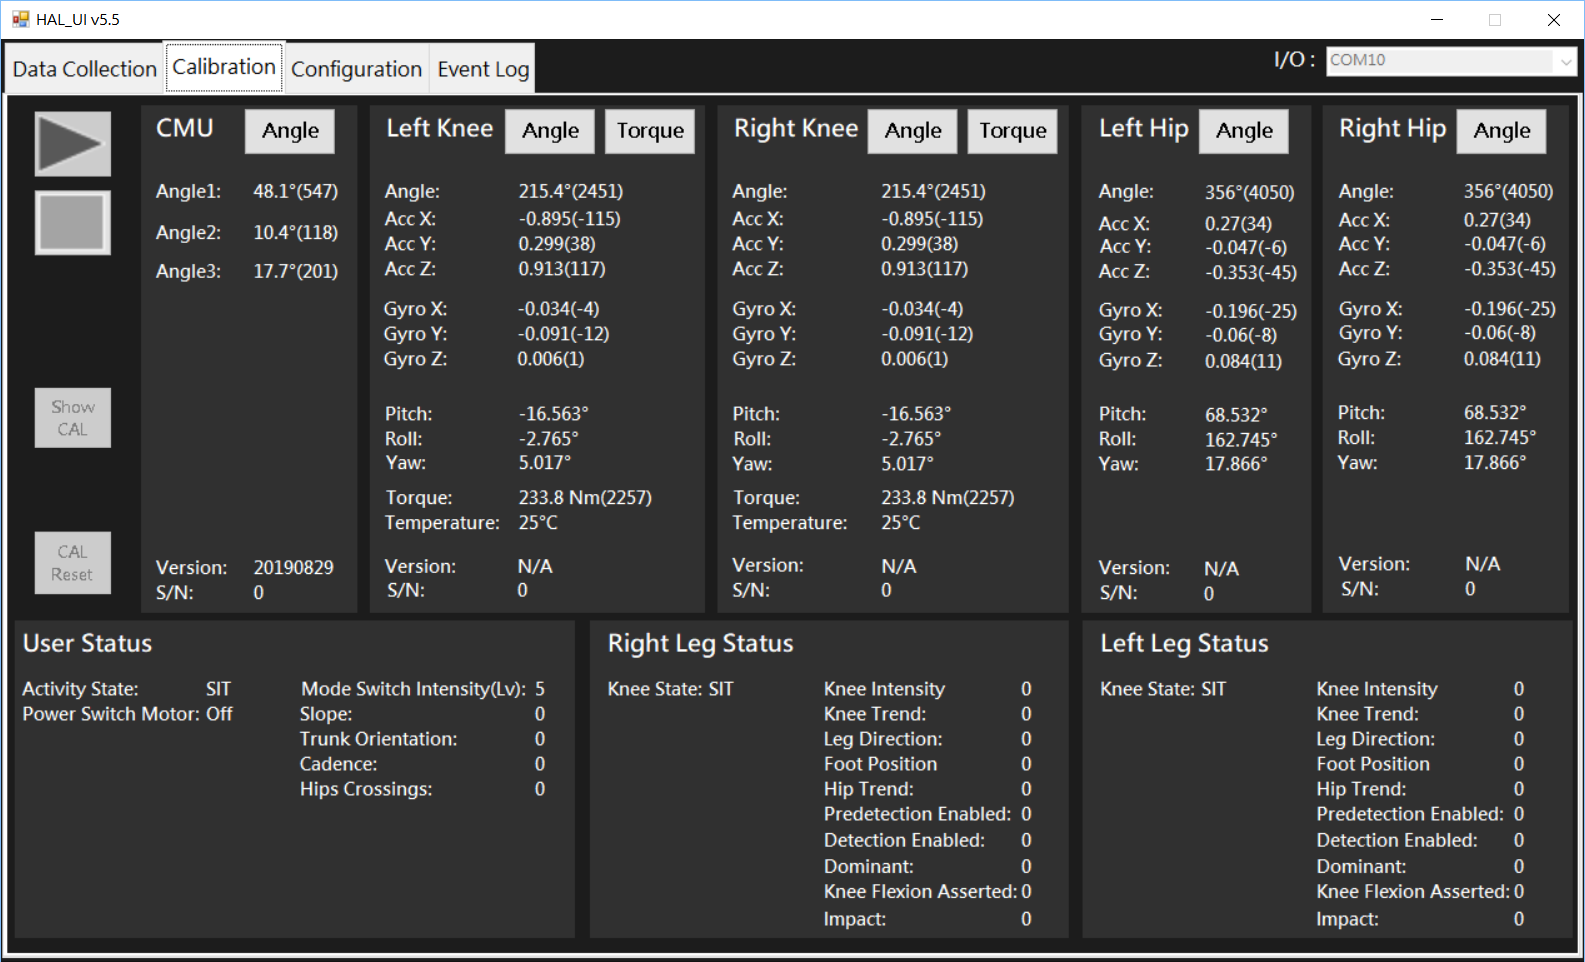 HAL_UI v5.5
Data Collection
Calibration
Configuration
Event Log
I/O :
COM10
Show
CAL
CAL
Reset
CMU
Angle
Angle1: 48.1°(547)
Angle2: 10.4°(118)
Angle3: 17.7°(201)
Version: 20190829
S/N: 0
Left Knee
Angle
Torque
Angle: 215.4°(2451)
Acc X: -0.895(-115)
Acc Y: 0.299(38)
Acc Z: 0.913(117)
Gyro X: -0.034(-4)
Gyro Y: -0.091(-12)
Gyro Z: 0.006(1)
Pitch: -16.563°
Roll: -2.765°
Yaw: 5.017°
Torque: 233.8 Nm(2257)
Temperature: 25°C
Version: N/A
S/N: 0
Right Knee
Angle
Torque
Angle: 215.4°(2451)
Acc X: -0.895(-115)
Acc Y: 0.299(38)
Acc Z: 0.913(117)
Gyro X: -0.034(-4)
Gyro Y: -0.091(-12)
Gyro Z: 0.006(1)
Pitch: -16.563°
Roll: -2.765°
Yaw: 5.017°
Torque: 233.8 Nm(2257)
Temperature: 25°C
Version: N/A
S/N: 0
Left Hip
Angle
Angle: 356°(4050)
Acc X: 0.27(34)
Acc Y: -0.047(-6)
Acc Z: -0.353(-45)
Gyro X: -0.196(-25)
Gyro Y: -0.06(-8)
Gyro Z: 0.084(11)
Pitch: 68.532°
Roll: 162.745°
Yaw: 17.866°
Version: N/A
S/N: 0
Right Hip
Angle
Angle: 356°(4050)
Acc X: 0.27(34)
Acc Y: -0.047(-6)
Acc Z: -0.353(-45)
Gyro X: -0.196(-25)
Gyro Y: -0.06(-8)
Gyro Z: 0.084(11)
Pitch: 68.532°
Roll: 162.745°
Yaw: 17.866°
Version: N/A
S/N: 0
User Status
Activity State: SIT
Power Switch Motor: Off
Mode Switch Intensity(Lv): 5
Slope: 0
Trunk Orientation: 0
Cadence: 0
Hips Crossings: 0
Right Leg Status
Knee State: SIT
Knee Intensity 0
Knee Trend: 0
Leg Direction: 0
Foot Position 0
Hip Trend: 0
Predetection Enabled: 0
Detection Enabled: 0
Dominant: 0
Knee Flexion Asserted: 0
Impact: 0
Left Leg Status
Knee State: SIT
Knee Intensity 0
Knee Trend: 0
Leg Direction: 0
Foot Position 0
Hip Trend: 0
Predetection Enabled: 0
Detection Enabled: 0
Dominant: 0
Knee Flexion Asserted: 0
Impact: 0